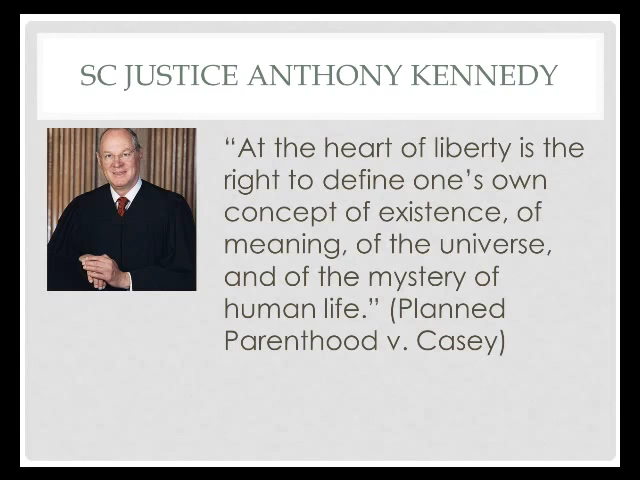 SC JUSTICE ANTHONY KENNEDY
“At the heart of liberty is the
right to define one’s own
concept of existence, of
meaning, of the universe,
and of the mystery of
human life.” (Planned
Parenthood v. Casey)